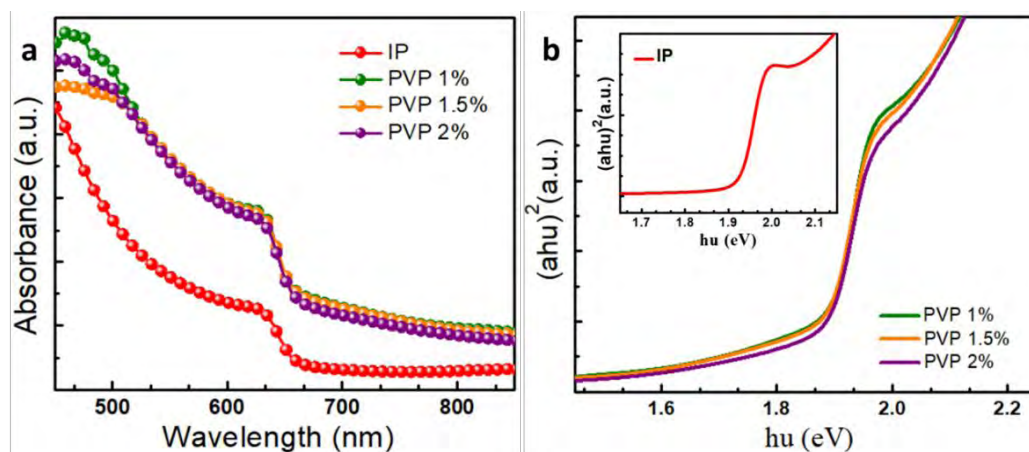 a
IP
PVP 1%
PVP 1.5%
PVP 2%
Absorbance (a.u.)
500 600 700 800
Wavelength (nm)
b
IP
(ahu)²(a.u.)
1.7 1.8 1.9 2.0 2.1
hu (eV)
(ahu)²(a.u.)
PVP 1%
PVP 1.5%
PVP 2%
1.6 1.8 2.0 2.2
hu (eV)